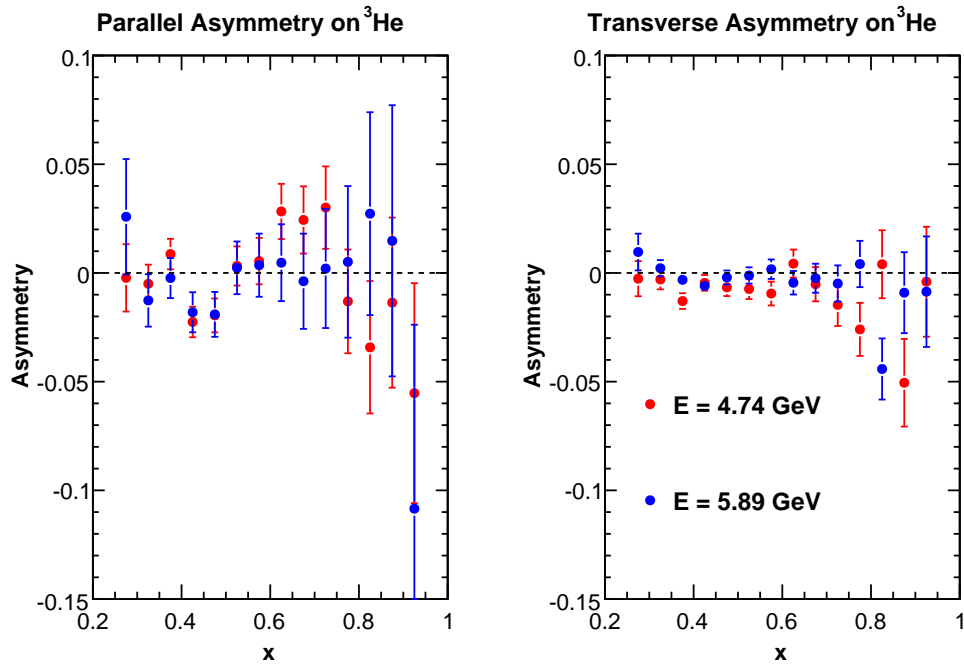 Parallel Asymmetry on ³He
0.1
0.05
0
-0.05
-0.1
-0.15
Asymmetry
0.2 0.4 0.6 0.8 1
x
Transverse Asymmetry on ³He
0.1
0.05
0
-0.05
-0.1
-0.15
Asymmetry
E = 4.74 GeV
E = 5.89 GeV
0.2 0.4 0.6 0.8 1
x